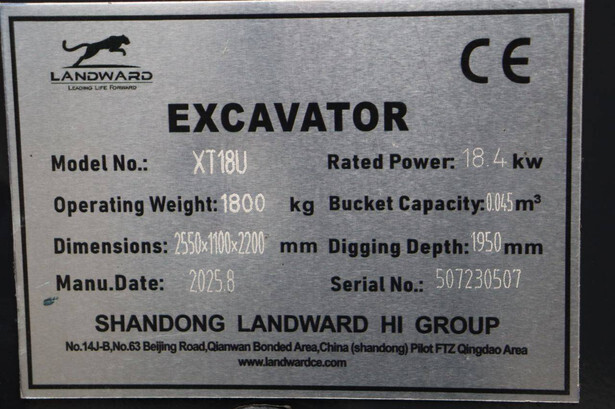 LANDWARD
LEADING LIFE FORWARD
CE
EXCAVATOR
Model No.: XT18U Rated Power: 18.4 kw
Operating Weight: 1800 kg Bucket Capacity: 0.045 m³
Dimensions: 2550x1100x2200 mm Digging Depth: 1950 mm
Manu.Date: 2025.8 Serial No.: 507230507
SHANDONG LANDWARD HI GROUP
No.14J-B,No.63 Beijing Road,Qianwan Bonded Area,China (shandong) Pilot FTZ Qingdao Area
www.landwardce.com